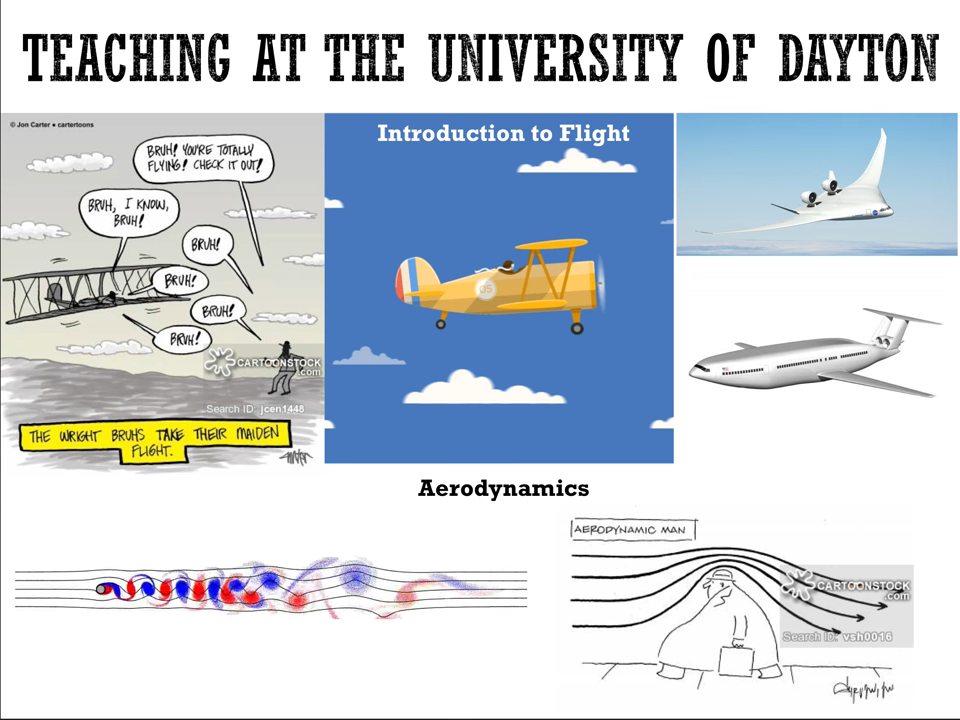 TEACHING AT THE UNIVERSITY OF DAYTON
© Jon Carter • cartertoons
BRUH! YOU'RE TOTALLY
FLYING! CHECK IT OUT!
BRUH, I KNOW,
BRUH!
BRUH!
BRUH!
BRUH!
BRUH!
CARTOONSTOCK
.com
Search ID: jcen1448
THE WRIGHT BRUHS TAKE THEIR MAIDEN
FLIGHT.
Introduction to Flight
05
Aerodynamics
AERODYNAMIC MAN
CARTOONSTOCK
.com
Search ID: vsh0016